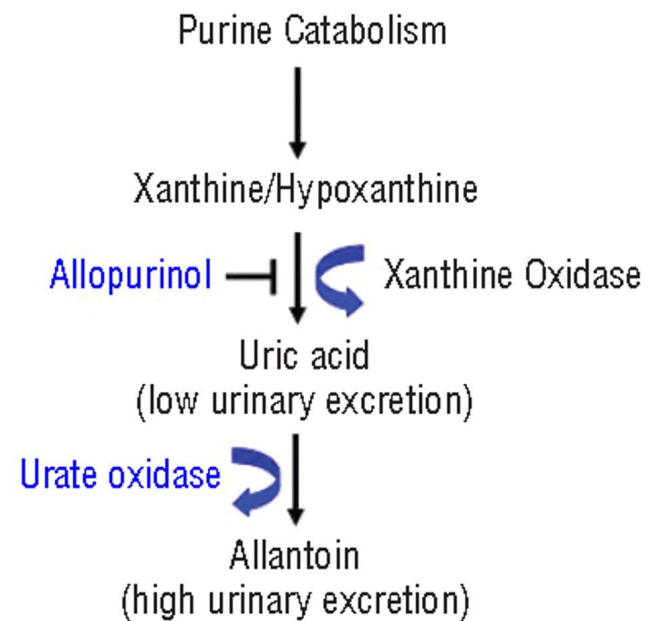 Purine Catabolism
Xanthine/Hypoxanthine
Allopurinol
Xanthine Oxidase
Uric acid
(low urinary excretion)
Urate oxidase
Allantoin
(high urinary excretion)